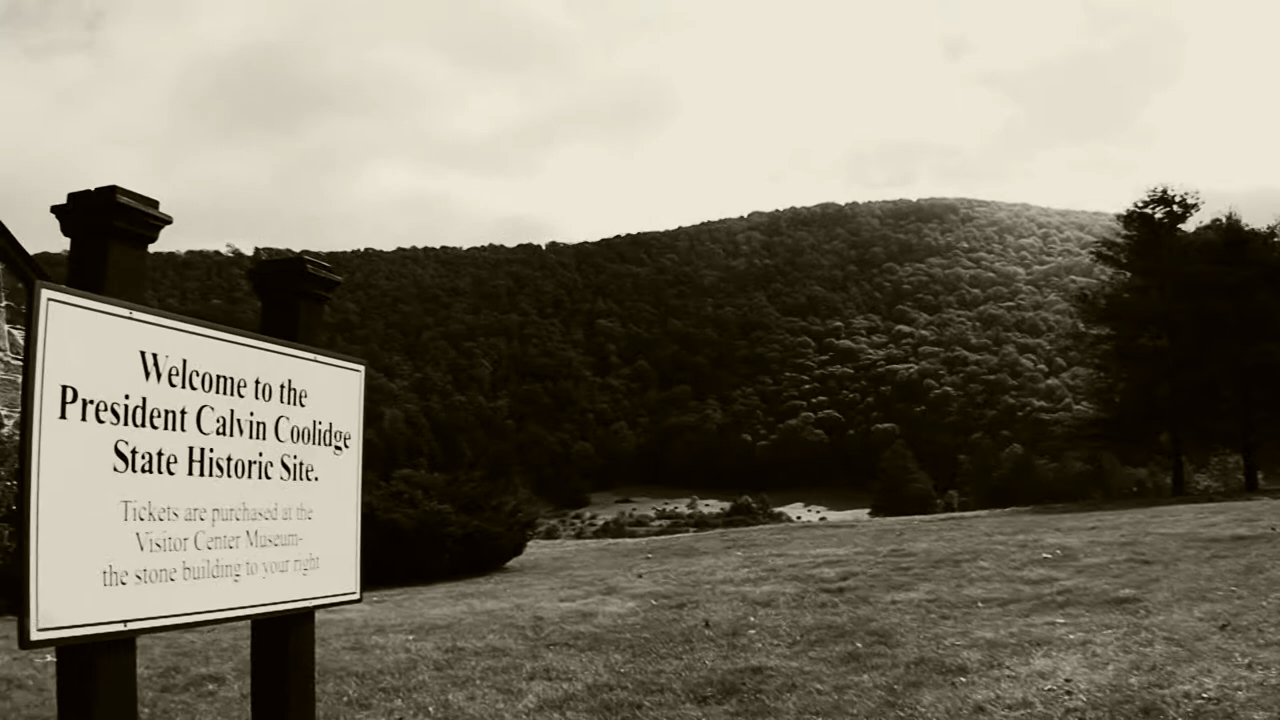 Welcome to the
President Calvin Coolidge
State Historic Site.
Tickets are purchased at the
Visitor Center Museum-
the stone building to your right